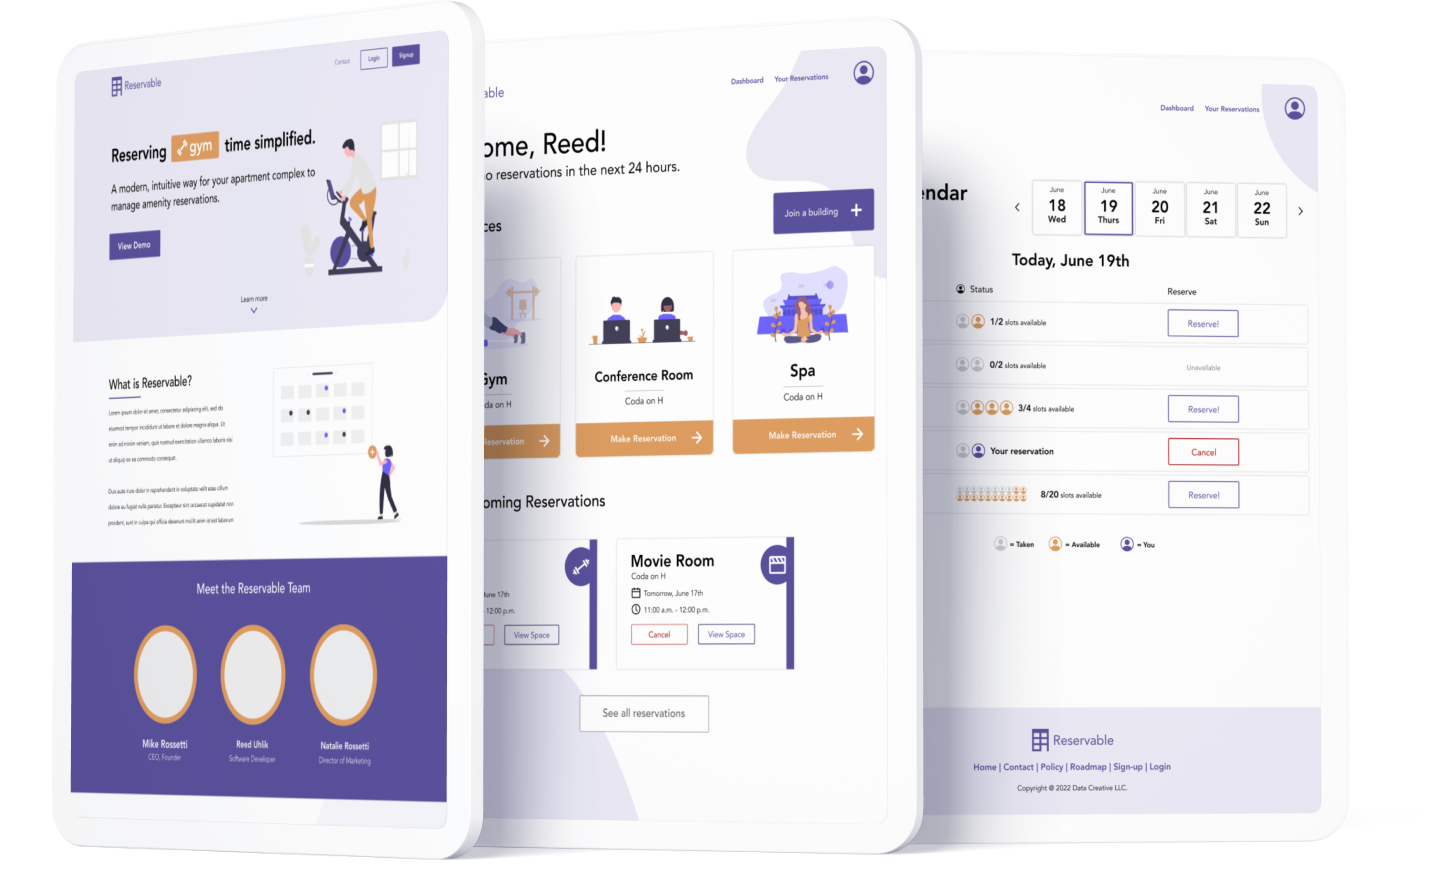 Reservable
Contact
Login
Signup
Reserving gym time simplified.
A modern, intuitive way for your apartment complex to
manage amenity reservations.
View Demo
Learn more
What is Reservable?
Lorem ipsum dolor sit amet, consectetur adipiscing elit, sed do
eiusmod tempor incididunt ut labore et dolore magna aliqua. Ut
enim ad minim veniam, quis nostrud exercitation ullamco laboris nisi
ut aliquip ex ea commodo consequat.
Duis aute irure dolor in reprehenderit in voluptate velit esse cillum
dolore eu fugiat nulla pariatur. Excepteur sint occaecat cupidatat non
proident, sunt in culpa qui officia deserunt mollit anim id est laborum
Meet the Reservable Team
Mike Rossetti
CEO, Founder
Reed Uhlik
Software Developer
Natalie Rossetti
Director of Marketing
able
Dashboard
Your Reservations
ome, Reed!
o reservations in the next 24 hours.
ces
Join a building
Gym
da on H
Reservation
Conference Room
Coda on H
Make Reservation
Spa
Coda on H
Make Reservation
oming Reservations
June 17th
- 12:00 p.m.
View Space
Movie Room
Coda on H
Tomorrow, June 17th
11:00 a.m. - 12:00 p.m.
Cancel
View Space
See all reservations
Dashboard
Your Reservations
ndar
June
18
Wed
June
19
Thurs
June
20
Fri
June
21
Sat
June
22
Sun
Today, June 19th
Status
Reserve
1/2 slots available
Reserve!
0/2 slots available
Unavailable
3/4 slots available
Reserve!
Your reservation
Cancel
8/20 slots available
Reserve!
= Taken
= Available
= You
Reservable
Home | Contact | Policy | Roadmap | Sign-up | Login
Copyright @ 2022 Data Creative LLC.